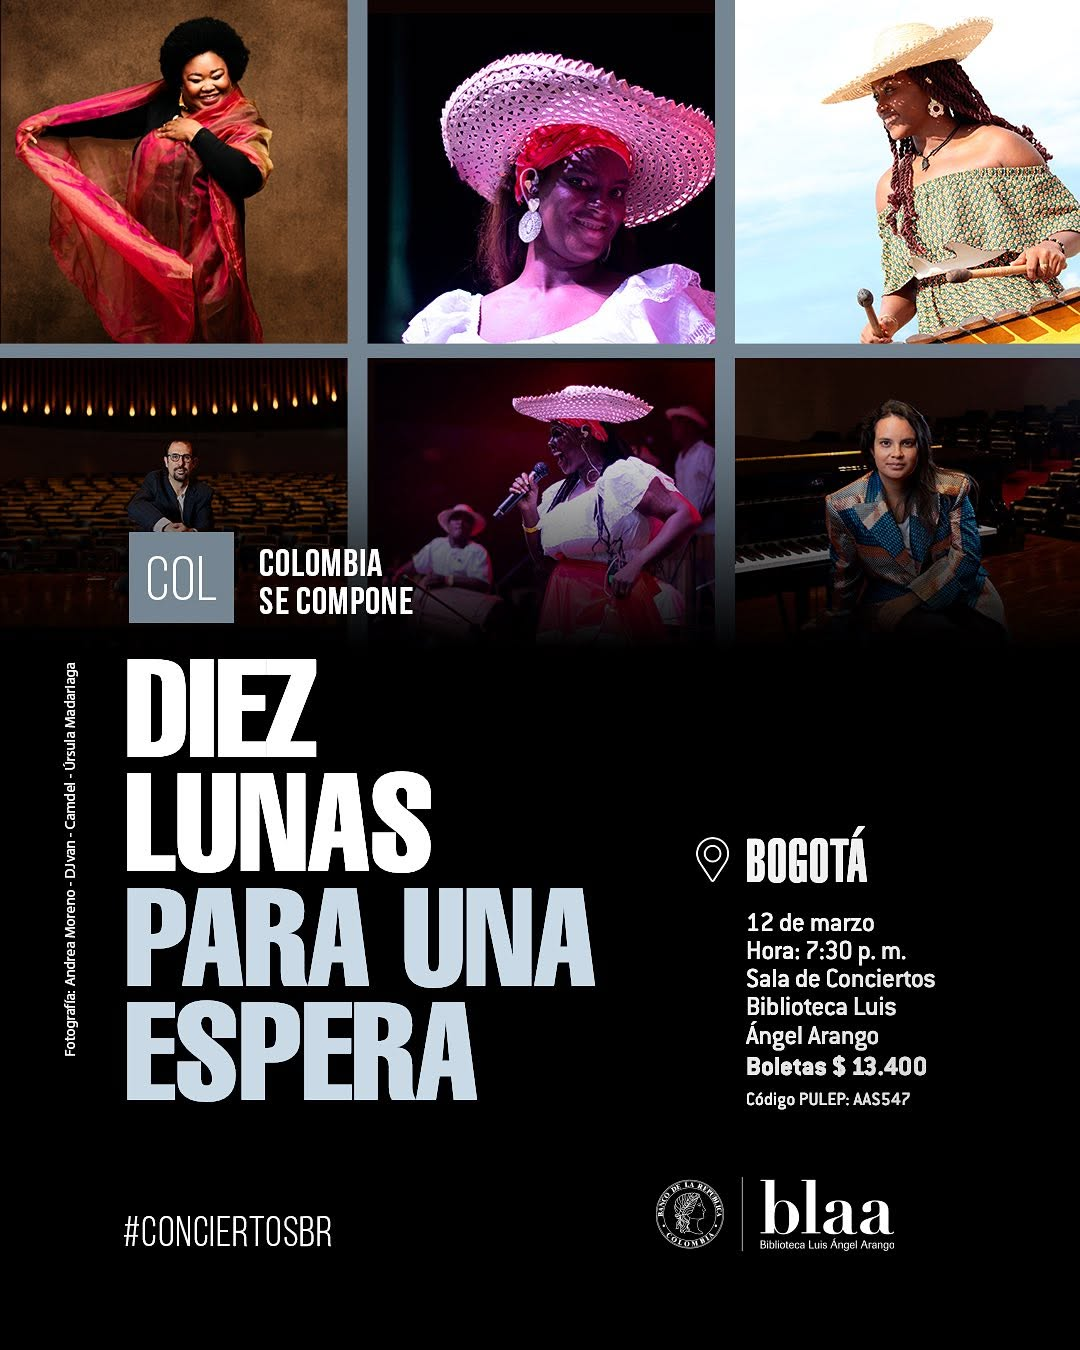 COL
COLOMBIA
SE COMPONE
DIEZ
LUNAS
PARA UNA
ESPERA
Fotografía: Andrea Moreno - DJvan - Camdel - Úrsula Madariaga
BOGOTÁ
12 de marzo
Hora: 7:30 p. m.
Sala de Conciertos
Biblioteca Luis
Ángel Arango
Boletas $ 13.400
Código PULEP: AAS547
#CONCIERTOSBR
BANCO DE LA REPÚBLICA
COLOMBIA
blaa
Biblioteca Luis Ángel Arango